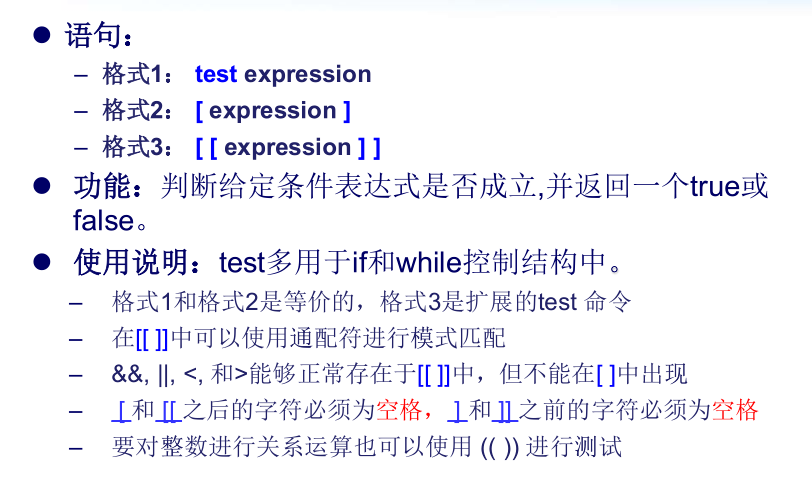 ● 语句：
– 格式1： test expression
– 格式2： [ expression ]
– 格式3： [ [ expression ] ]
● 功能：判断给定条件表达式是否成立,并返回一个true或
false。
● 使用说明：test多用于if和while控制结构中。
– 格式1和格式2是等价的，格式3是扩展的test 命令
– 在[[ ]]中可以使用通配符进行模式匹配
– &&, ||, <, 和>能够正常存在于[[ ]]中，但不能在[ ]中出现
– [ 和 [[ 之后的字符必须为空格， ] 和 ]] 之前的字符必须为空格
– 要对整数进行关系运算也可以使用 (( )) 进行测试